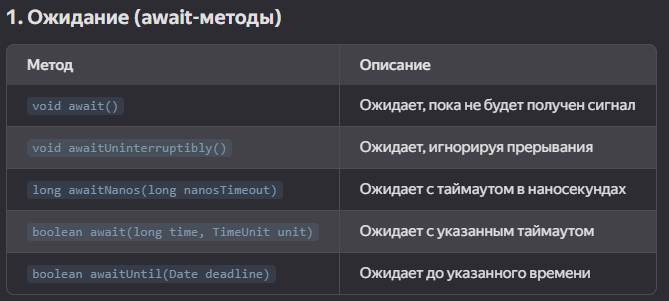 1. Ожидание (await-методы)
Метод Описание
void await() Ожидает, пока не будет получен сигнал
void awaitUninterruptibly() Ожидает, игнорируя прерывания
long awaitNanos(long nanosTimeout) Ожидает с таймаутом в наносекундах
boolean await(long time, TimeUnit unit) Ожидает с указанным таймаутом
boolean awaitUntil(Date deadline) Ожидает до указанного времени